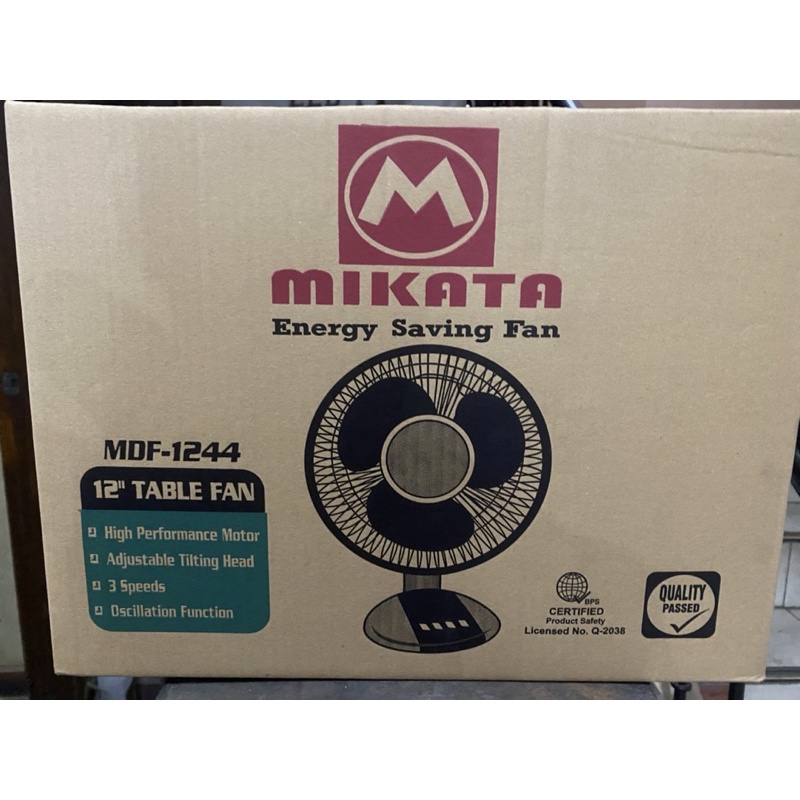 M
MIKATA
Energy Saving Fan
MDF-1244
12" TABLE FAN
High Performance Motor
Adjustable Tilting Head
3 Speeds
Oscillation Function
BPS
CERTIFIED
Product Safety
Licensed No. Q-2038
QUALITY
PASSED